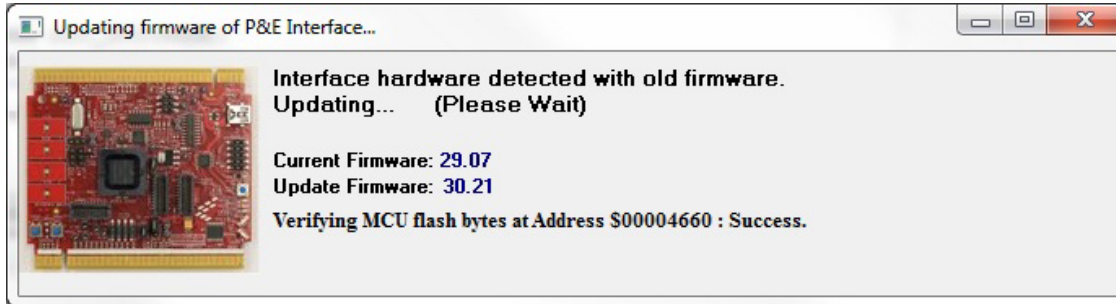 Updating firmware of P&E Interface...
Interface hardware detected with old firmware.
Updating... (Please Wait)
Current Firmware: 29.07
Update Firmware: 30.21
Verifying MCU flash bytes at Address $00004660 : Success.